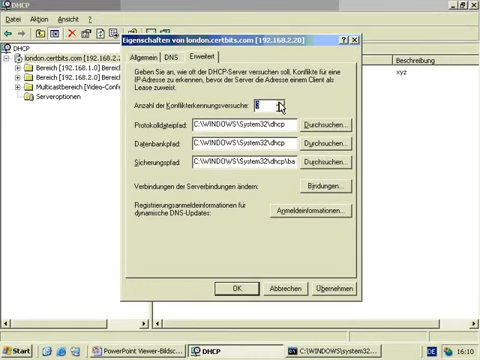 DHCP
Datei Aktion Ansicht ?
DHCP
london.certbits.com [192.168.2.20]
Bereich [192.168.1.0] Bereich
Bereich [192.168.2.0] Bereich
Multicastbereich [Video-Conf
Serveroptionen
Beschreibung
xyz
Eigenschaften von london.certbits.com [192.168.2.20]
Allgemein DNS Erweitert
Geben Sie an, wie oft der DHCP-Server versuchen soll, Konflikte für eine
IP-Adresse zu erkennen, bevor der Server die Adresse einem Client als
Lease zuweist.
Anzahl der Konflikterkennungsversuche: 3
Protokolldateipfad: C:\WINDOWS\System32\dhcp Durchsuchen...
Datenbankpfad: C:\WINDOWS\System32\dhcp Durchsuchen...
Sicherungspfad: C:\WINDOWS\System32\dhcp\ba Durchsuchen...
Verbindungen der Serverbindungen ändern: Bindungen...
Registrierungsanmeldeinformationen für
dynamische DNS-Updates: Anmeldeinformationen...
OK Abbrechen Übernehmen
Start PowerPoint Viewer-Bildsc... DHCP C:\WINDOWS\system32... DE 16:10